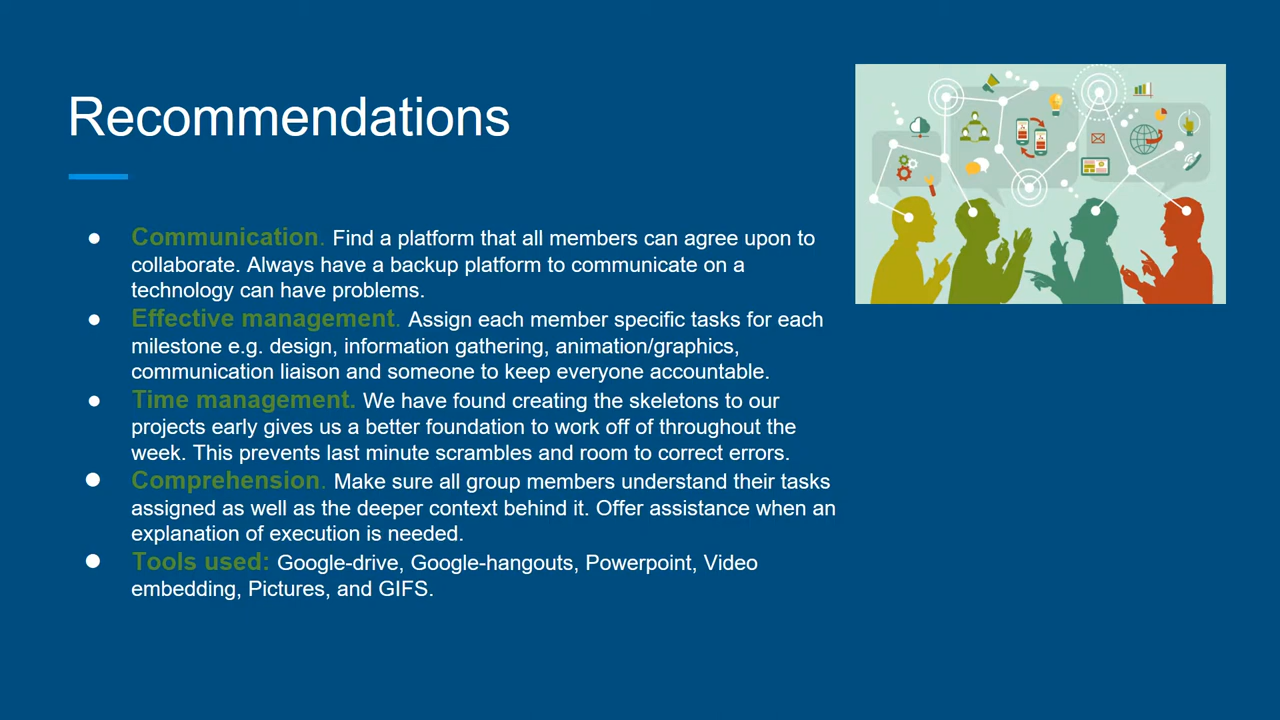 Recommendations
● Communication. Find a platform that all members can agree upon to
collaborate. Always have a backup platform to communicate on a
technology can have problems.
● Effective management. Assign each member specific tasks for each
milestone e.g. design, information gathering, animation/graphics,
communication liaison and someone to keep everyone accountable.
● Time management. We have found creating the skeletons to our
projects early gives us a better foundation to work off of throughout the
week. This prevents last minute scrambles and room to correct errors.
● Comprehension. Make sure all group members understand their tasks
assigned as well as the deeper context behind it. Offer assistance when an
explanation of execution is needed.
● Tools used: Google-drive, Google-hangouts, Powerpoint, Video
embedding, Pictures, and GIFS.